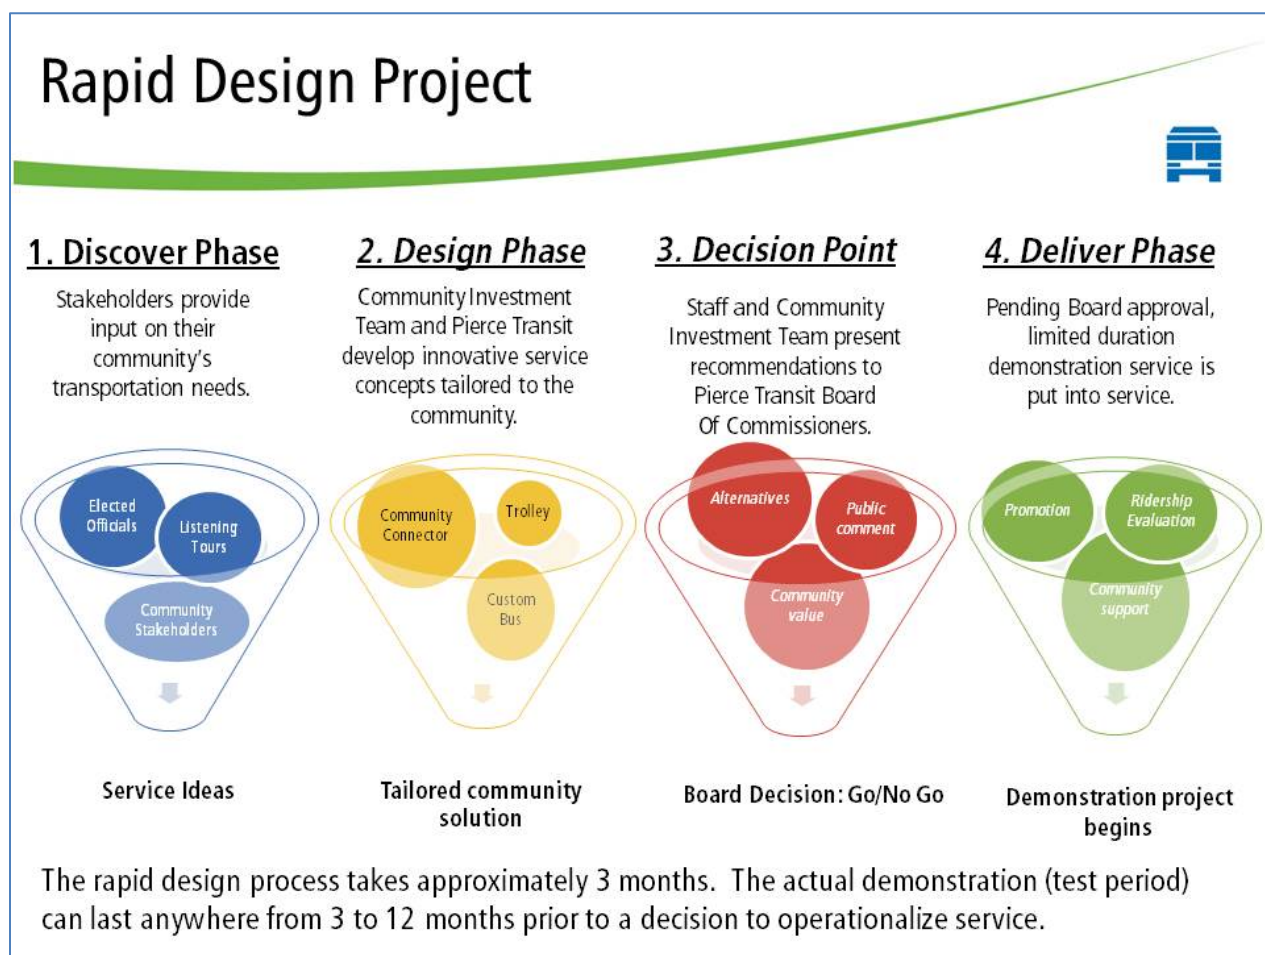 Rapid Design Project
1. Discover Phase
Stakeholders provide
input on their
community's
transportation needs.
Elected
Officials
Listening
Tours
Community
Stakeholders
Service Ideas
2. Design Phase
Community Investment
Team and Pierce Transit
develop innovative service
concepts tailored to the
community.
Community
Connector
Trolley
Custom
Bus
Tailored community
solution
3. Decision Point
Staff and Community
Investment Team present
recommendations to
Pierce Transit Board
Of Commissioners.
Alternatives
Public
comment
Community
value
Board Decision: Go/No Go
4. Deliver Phase
Pending Board approval,
limited duration
demonstration service is
put into service.
Promotion
Ridership
Evaluation
Community
support
Demonstration project
begins
The rapid design process takes approximately 3 months. The actual demonstration (test period)
can last anywhere from 3 to 12 months prior to a decision to operationalize service.